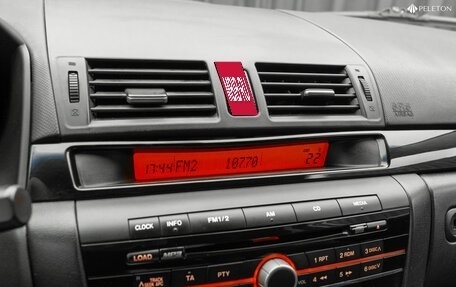 PELETON
17:44 FM2 10770 22
CLOCK INFO FM1/2 AM CD MEDIA
LOAD MP3 1 RPT 2 RDM 3 DISC
TA PTY 4 5 6